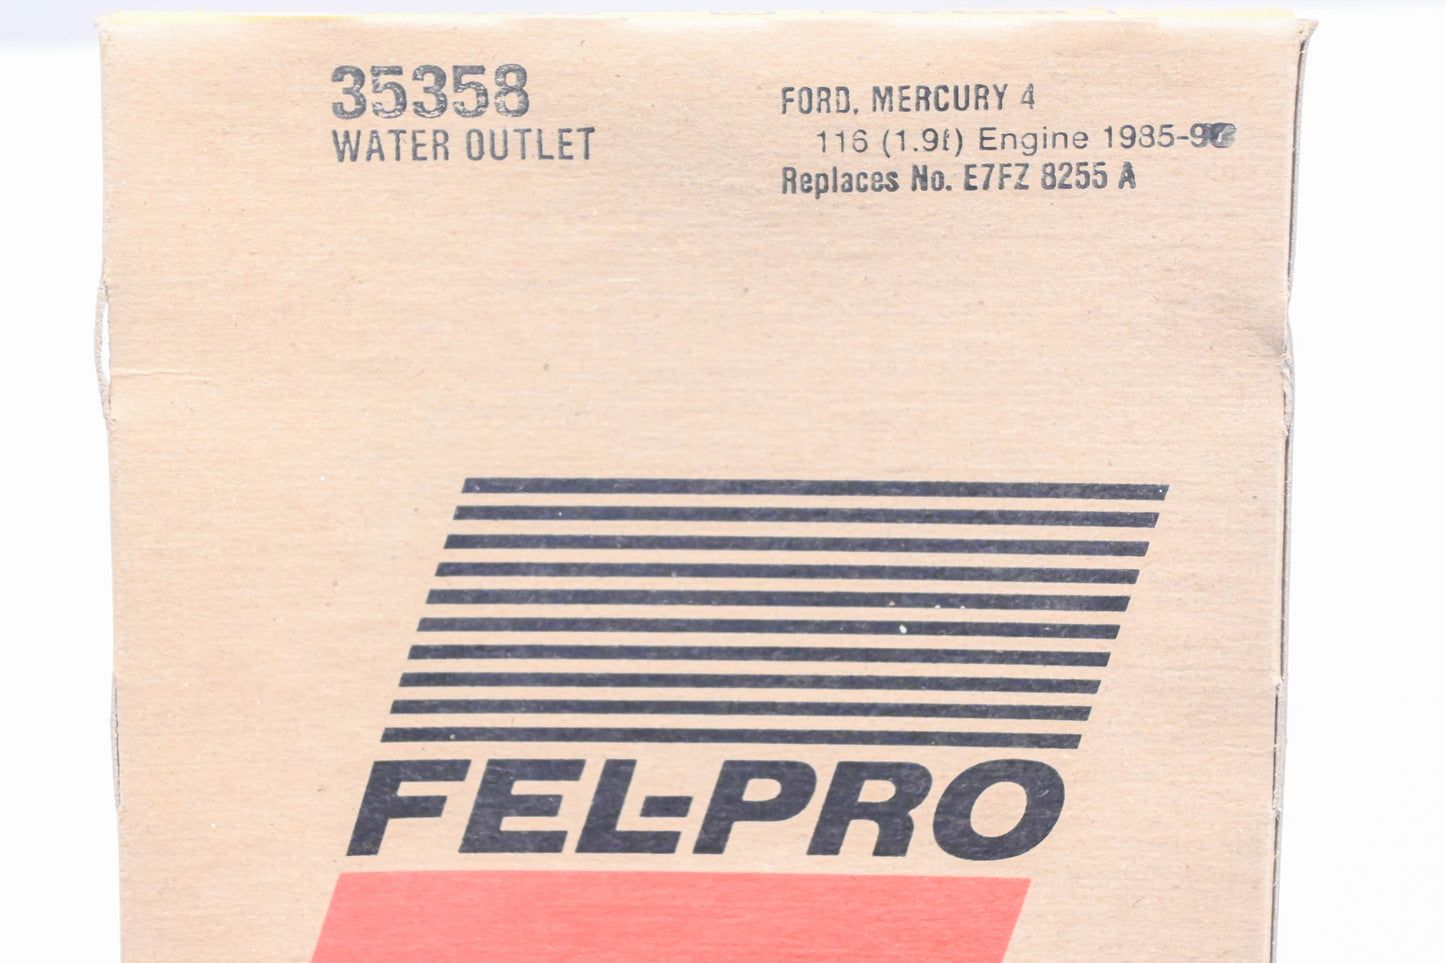 35358
WATER OUTLET
FORD, MERCURY 4
116 (1.9ℓ) Engine
Replaces No. E7FZ 8255 A
FEL-PRO